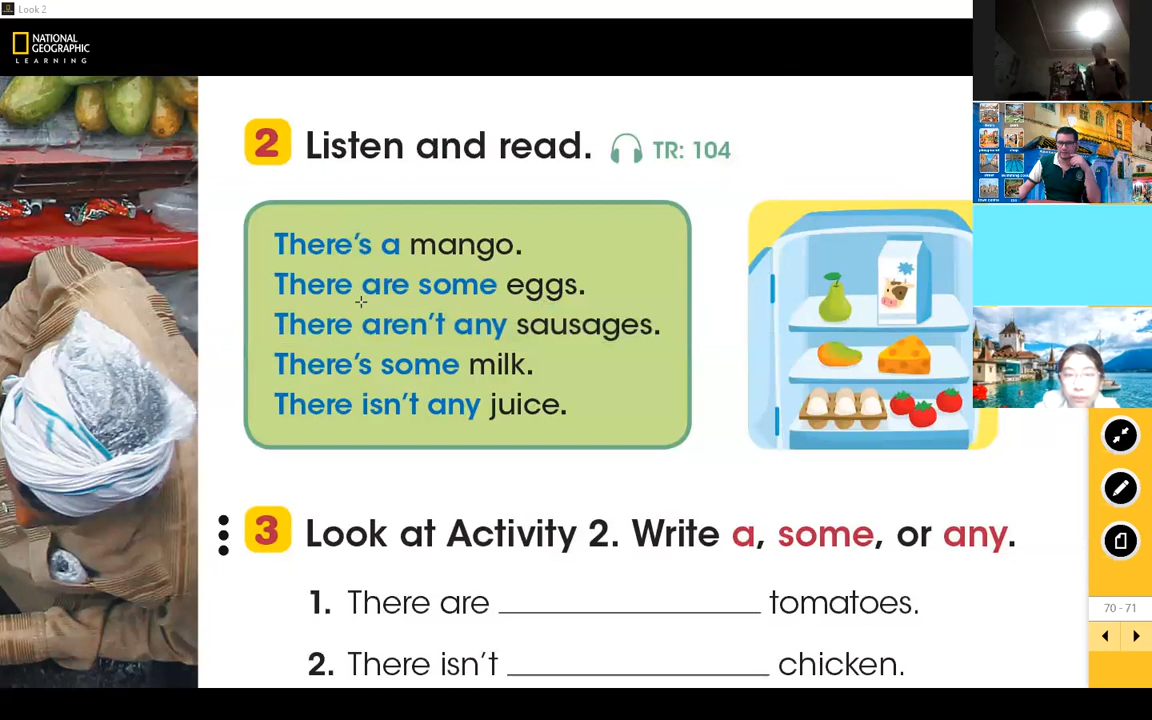 Look 2
NATIONAL
GEOGRAPHIC
LEARNING
2 Listen and read. TR: 104
There's a mango.
There are some eggs.
There aren't any sausages.
There's some milk.
There isn't any juice.
3 Look at Activity 2. Write a, some, or any.
1. There are ____________ tomatoes.
2. There isn't ____________ chicken.
70 - 71